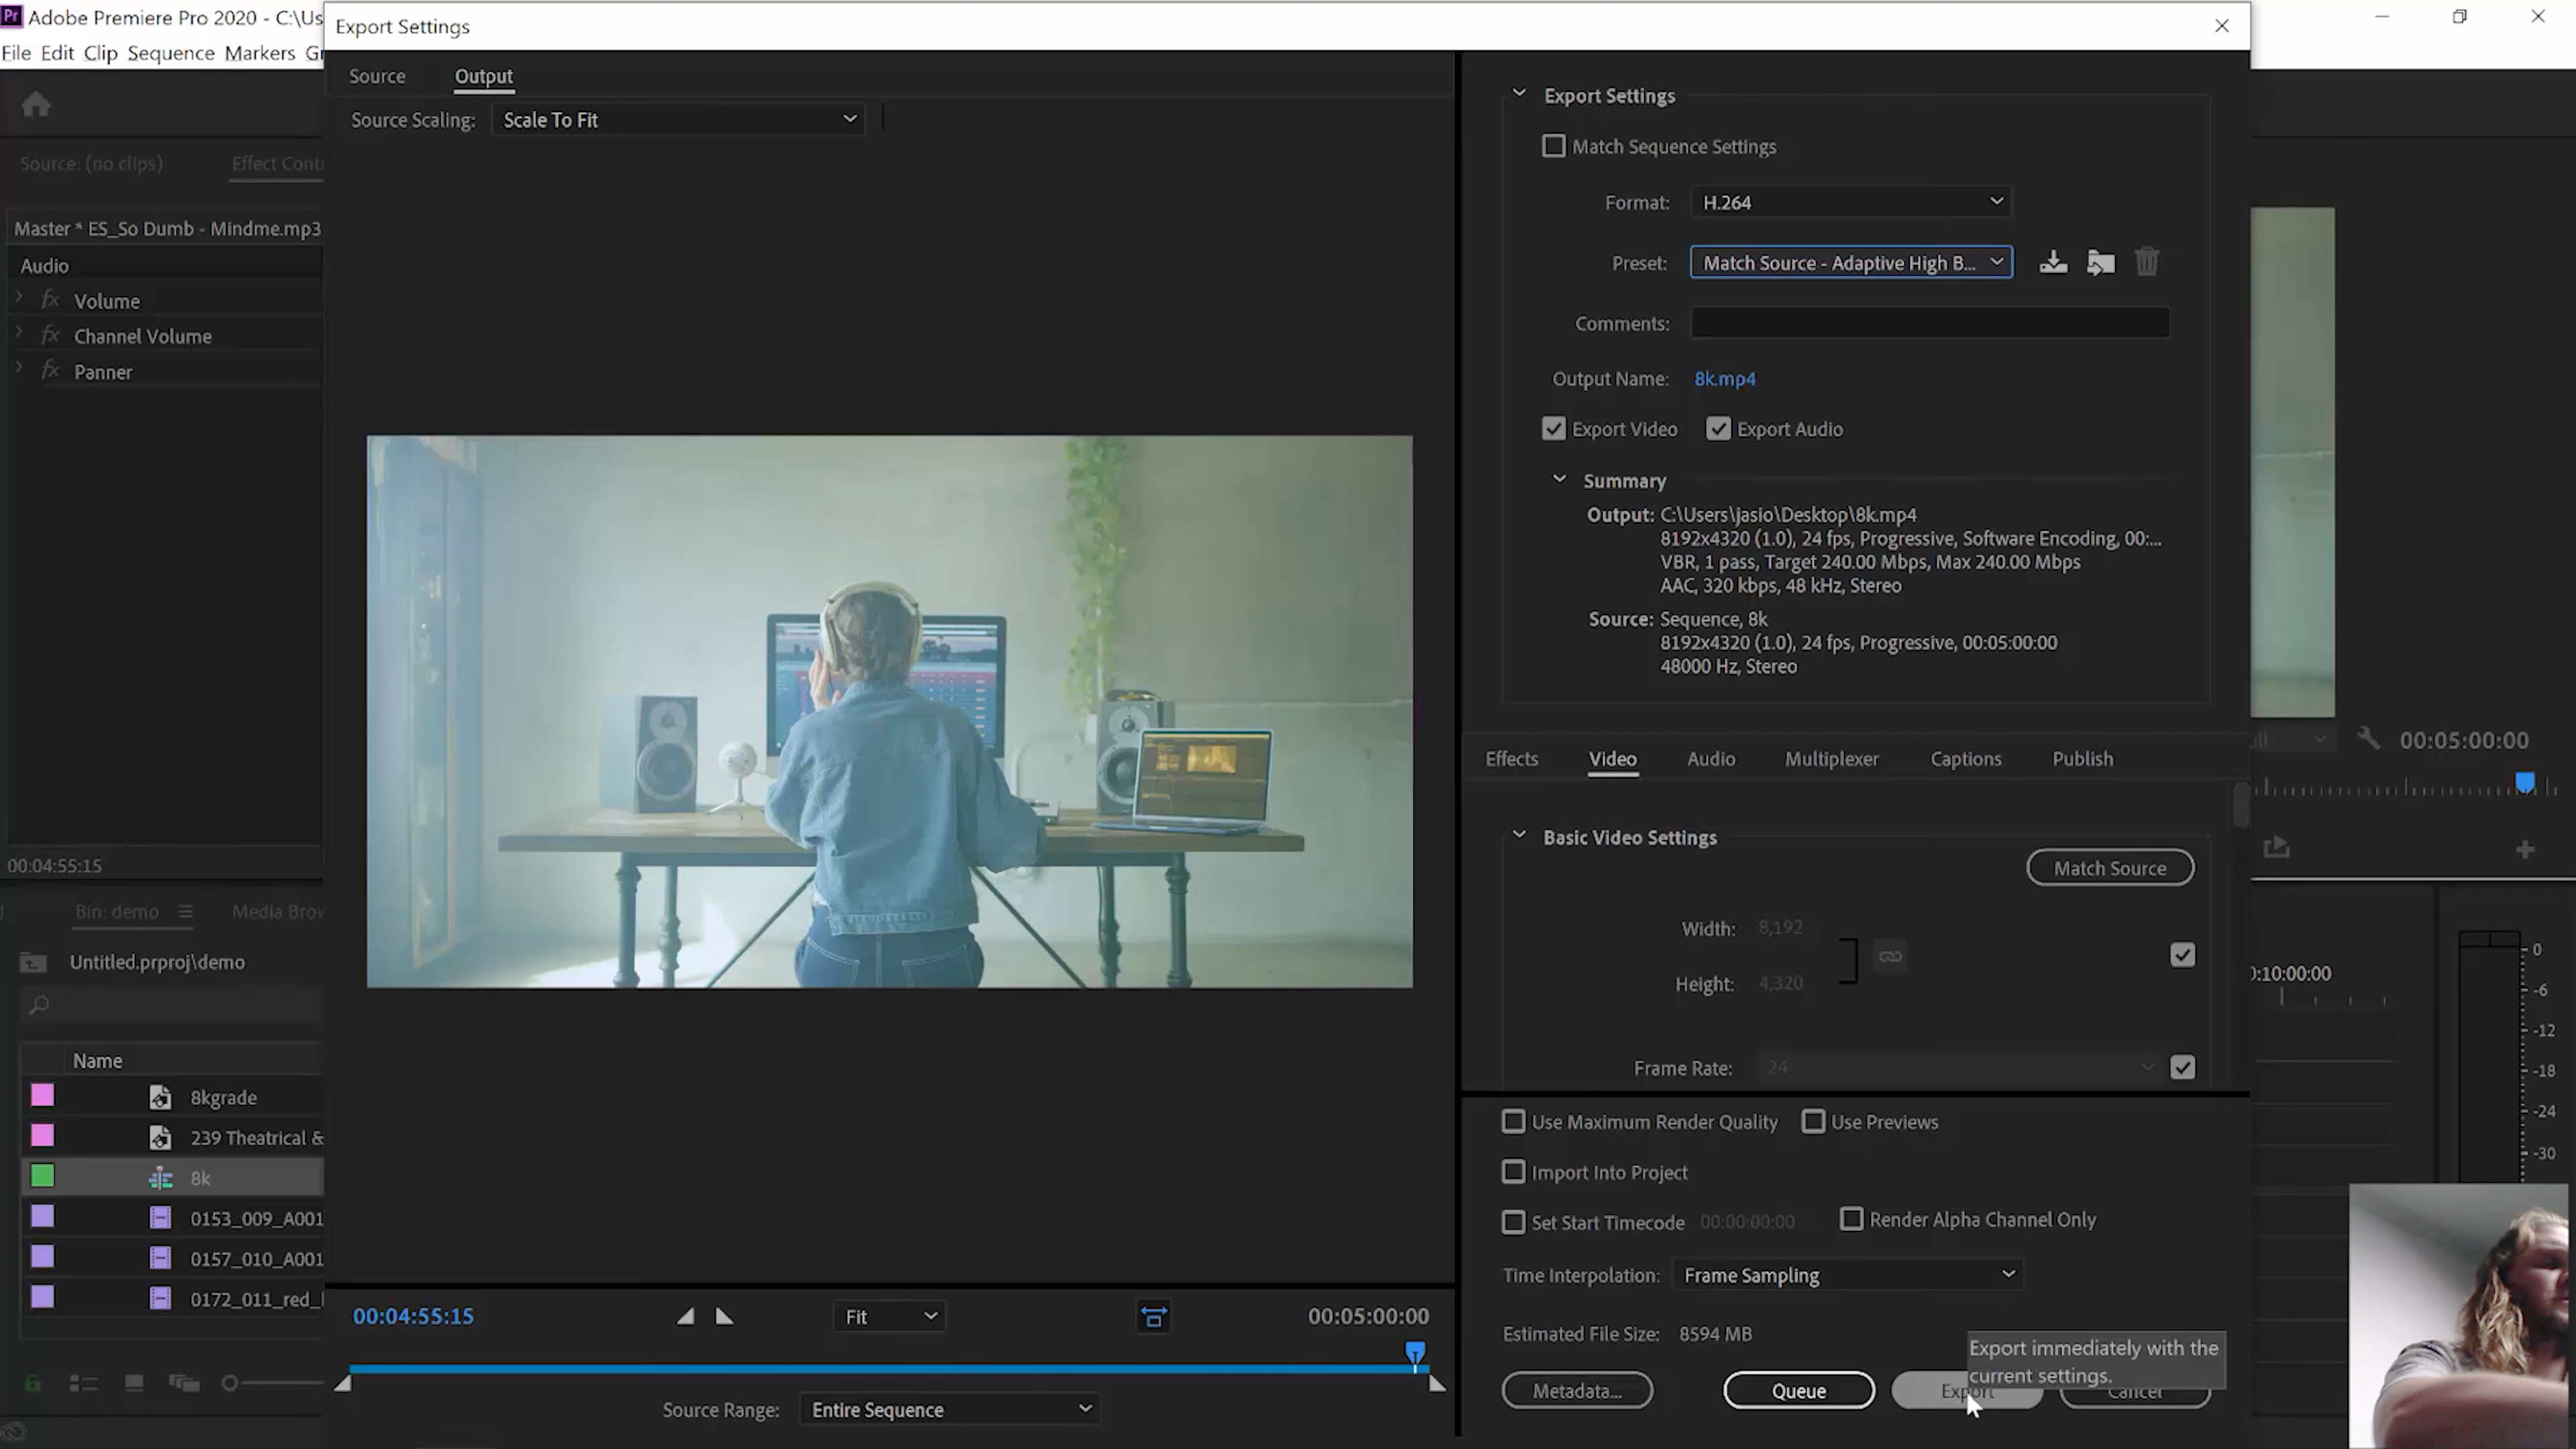 Adobe Premiere Pro 2020 - C:\Us
File Edit Clip Sequence Markers Gr
Source: (no clips)
Effect Contr
Master * ES_So Dumb - Mindme.mp3
Audio
fx Volume
fx Channel Volume
fx Panner
00:04:55:15
Bin: demo
Media Brow
Untitled.prproj\demo
Name
8kgrade
239 Theatrical &
8k
0153_009_A001
0157_010_A001
0172_011_red_
Export Settings
Source
Output
Source Scaling: Scale To Fit
00:04:55:15
Fit
00:05:00:00
Source Range: Entire Sequence
Export Settings
Match Sequence Settings
Format: H.264
Preset: Match Source - Adaptive High B...
Comments:
Output Name: 8k.mp4
Export Video
Export Audio
Summary
Output: C:\Users\jasio\Desktop\8k.mp4
8192x4320 (1.0), 24 fps, Progressive, Software Encoding, 00:...
VBR, 1 pass, Target 240.00 Mbps, Max 240.00 Mbps
AAC, 320 kbps, 48 kHz, Stereo
Source: Sequence, 8k
8192x4320 (1.0), 24 fps, Progressive, 00:05:00:00
48000 Hz, Stereo
Effects Video Audio Multiplexer Captions Publish
Basic Video Settings
Match Source
Width: 8,192
Height: 4,320
Frame Rate: 24
Use Maximum Render Quality
Use Previews
Import Into Project
Set Start Timecode 00:00:00:00
Render Alpha Channel Only
Time Interpolation: Frame Sampling
Estimated File Size: 8594 MB
Export immediately with the
current settings.
Metadata...
Queue
Export
Cancel
00:05:00:00
0:10:00:00
0
-6
-12
-18
-24
-30